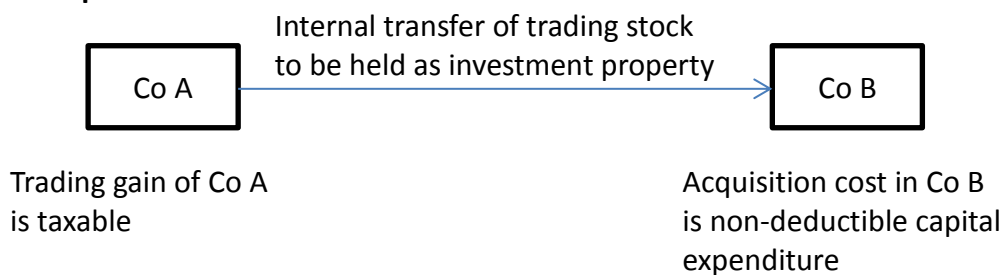 Internal transfer of trading stock
to be held as investment property
Co A
Co B
Trading gain of Co A
is taxable
Acquisition cost in Co B
is non-deductible capital
expenditure